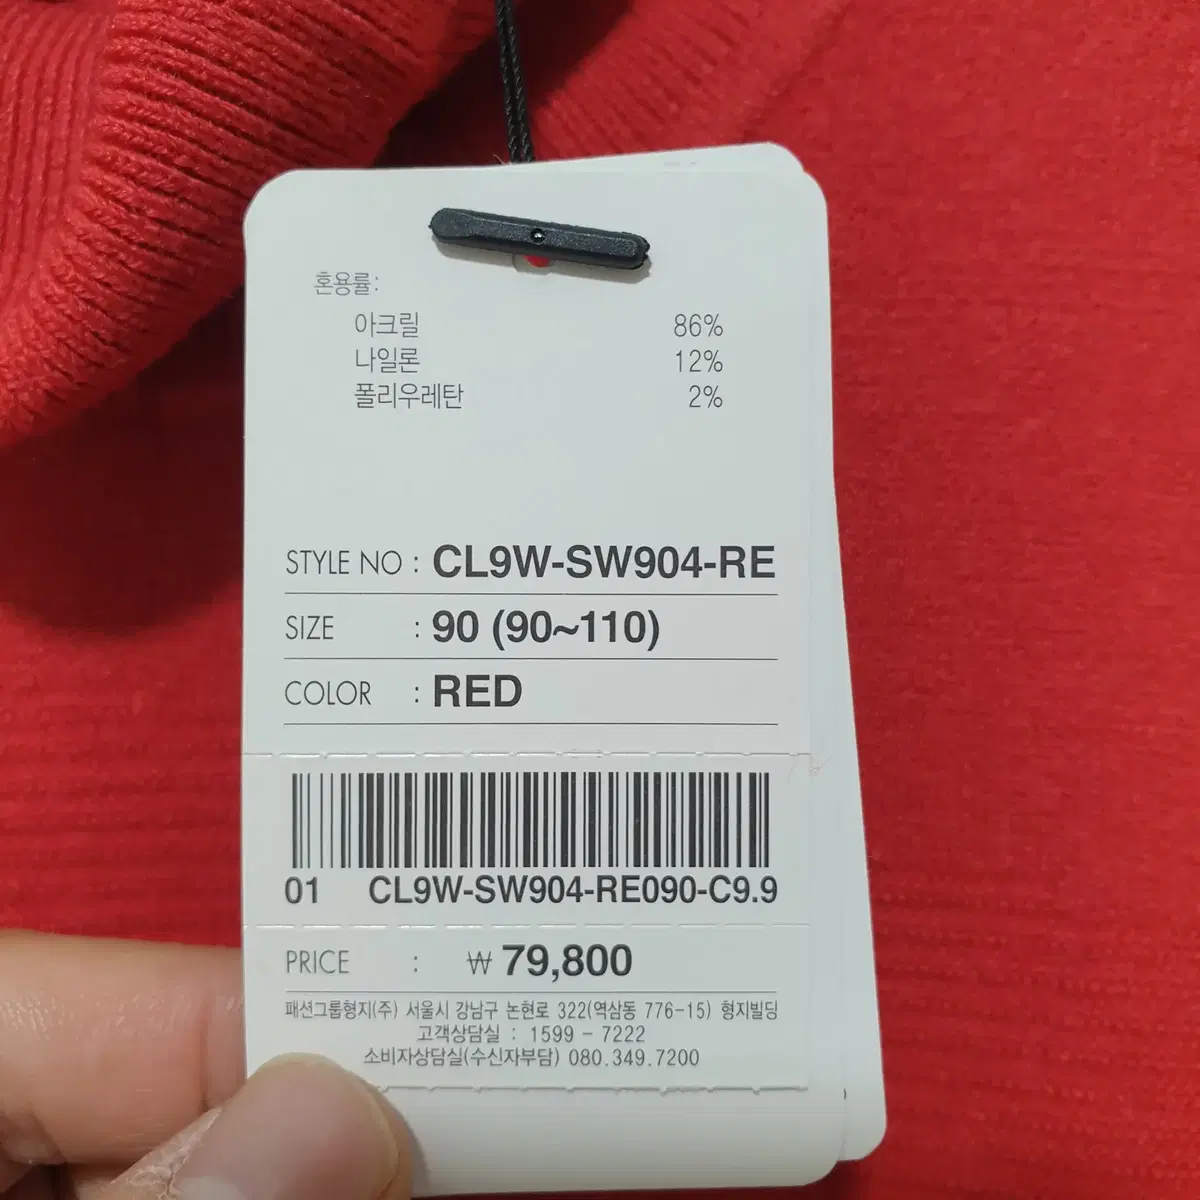 혼용률:
아크릴 86%
나일론 12%
폴리우레탄 2%
STYLE NO : CL9W-SW904-RE
SIZE : 90 (90~110)
COLOR : RED
01 CL9W-SW904-RE090-C9.9
PRICE : ₩ 79,800
패션그룹형지(주) 서울시 강남구 논현로 322(역삼동 776-15) 형지빌딩
고객상담실 : 1599 - 7222
소비자상담실(수신자부담) 080.349.7200